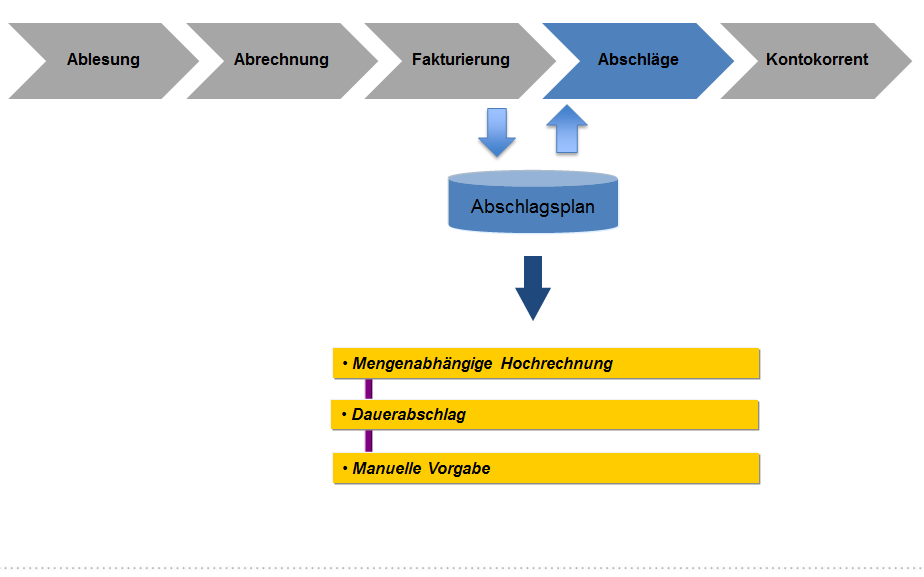 Ablesung
Abrechnung
Fakturierung
Abschläge
Kontokorrent
Abschlagsplan
• Mengenabhängige Hochrechnung
• Dauerabschlag
• Manuelle Vorgabe